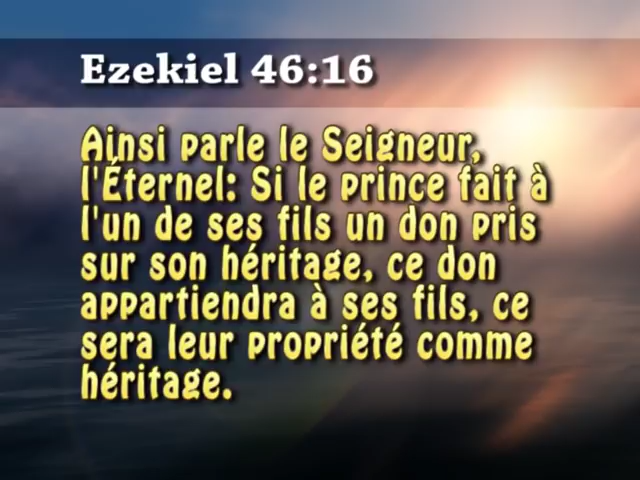 Ezekiel 46:16
Ainsi parle le Seigneur,
l'Éternel: Si le prince fait à
l'un de ses fils un don pris
sur son héritage, ce don
appartiendra à ses fils, ce
sera leur propriété comme
héritage.